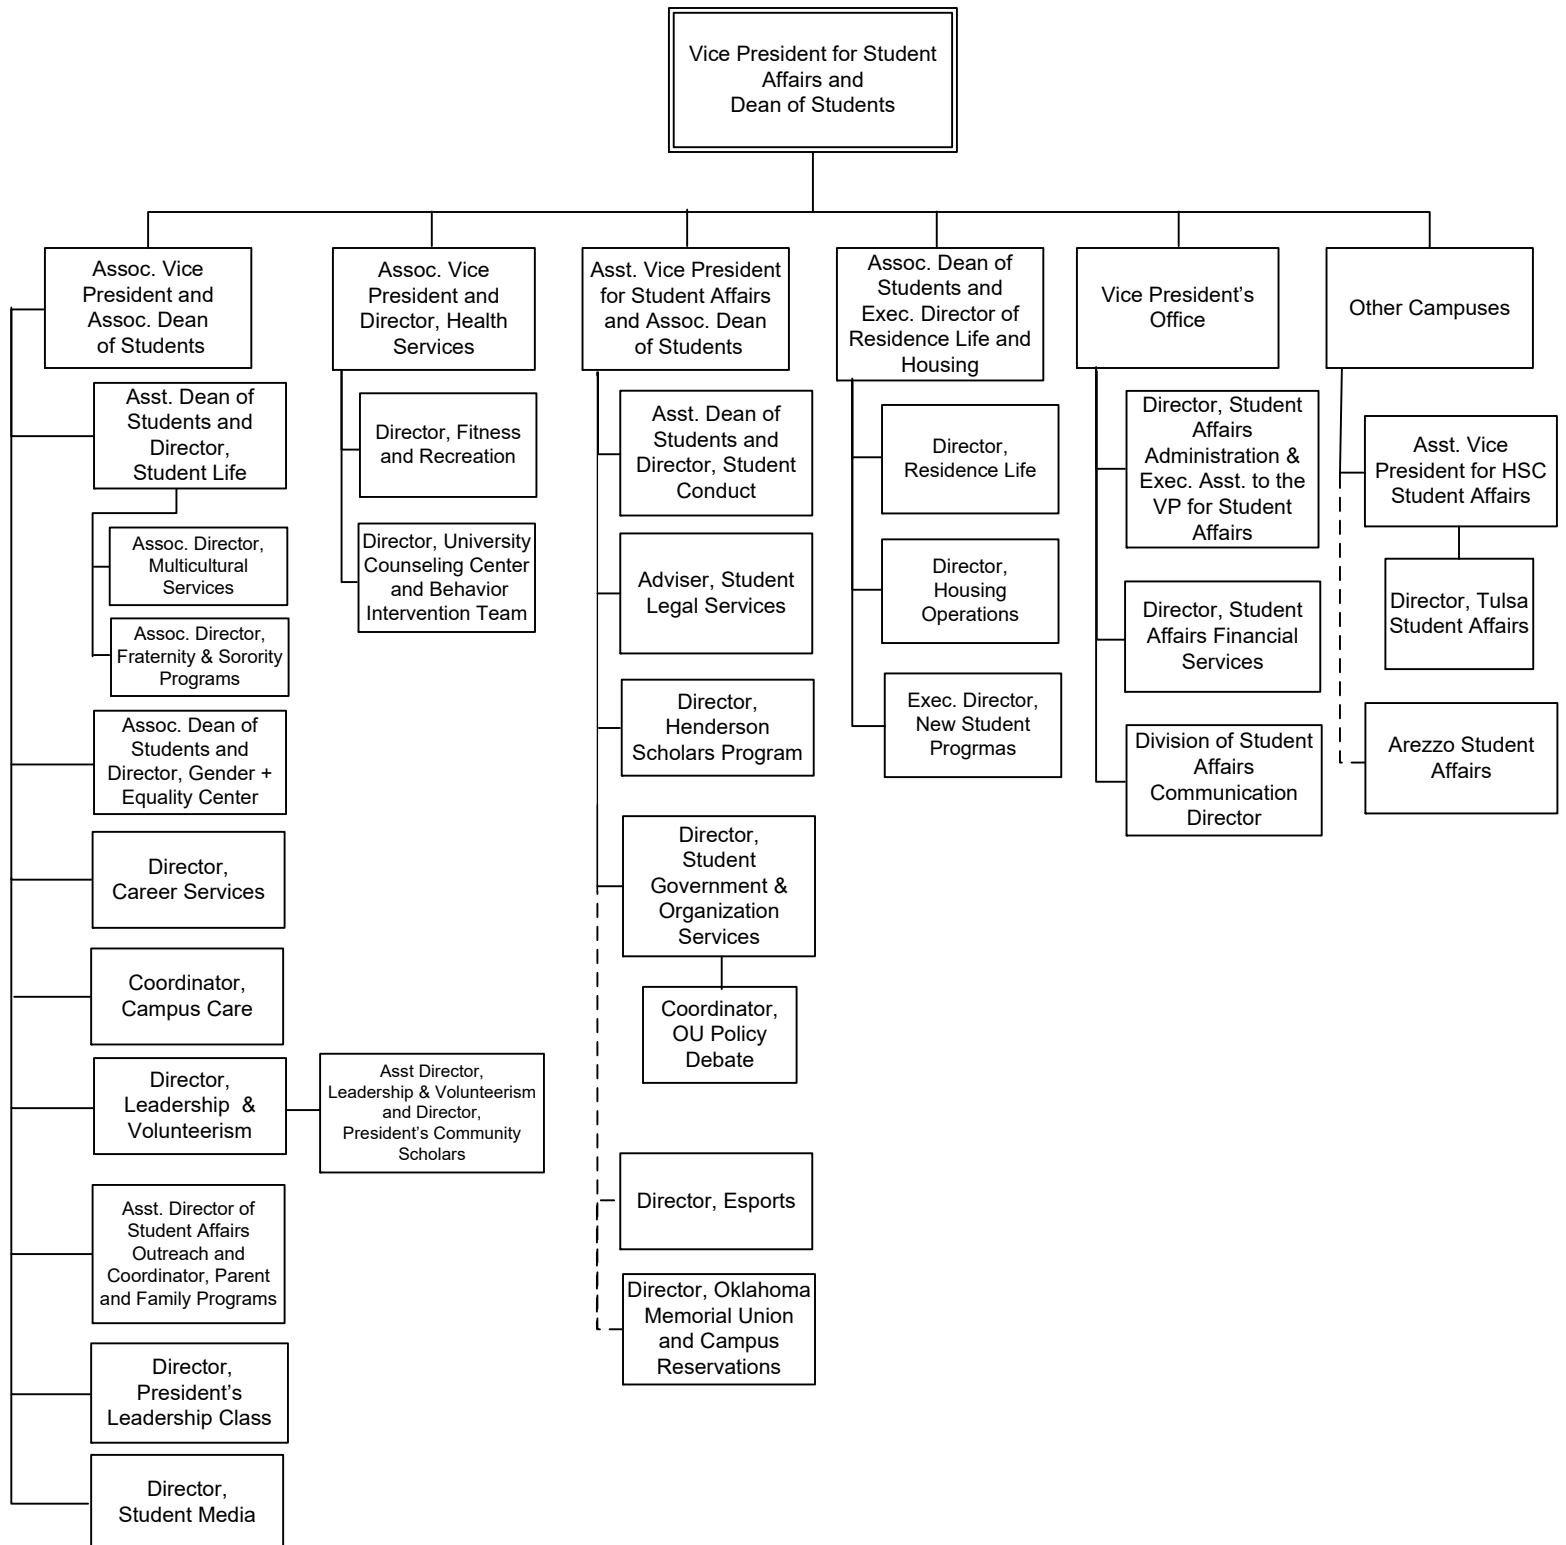 Vice President for Student
Affairs and
Dean of Students
Assoc. Vice
President and
Assoc. Dean
of Students
Asst. Dean of
Students and
Director,
Student Life
Assoc. Director,
Multicultural
Services
Assoc. Director,
Fraternity & Sorority
Programs
Assoc. Dean of
Students and
Director, Gender +
Equality Center
Director,
Career Services
Coordinator,
Campus Care
Director,
Leadership &
Volunteerism
Asst Director,
Leadership & Volunteerism
and Director,
President’s Community
Scholars
Asst. Director of
Student Affairs
Outreach and
Coordinator, Parent
and Family Programs
Director,
President’s
Leadership Class
Director,
Student Media
Assoc. Vice
President and
Director, Health
Services
Director, Fitness
and Recreation
Director, University
Counseling Center
and Behavior
Intervention Team
Asst. Vice President
for Student Affairs
and Assoc. Dean
of Students
Asst. Dean of
Students and
Director, Student
Conduct
Adviser, Student
Legal Services
Director,
Henderson
Scholars Program
Director,
Student
Government &
Organization
Services
Coordinator,
OU Policy
Debate
Director, Esports
Director, Oklahoma
Memorial Union
and Campus
Reservations
Assoc. Dean of
Students and
Exec. Director of
Residence Life and
Housing
Director,
Residence Life
Director,
Housing
Operations
Exec. Director,
New Student
Progrmas
Vice President’s
Office
Director, Student
Affairs
Administration &
Exec. Asst. to the
VP for Student
Affairs
Director, Student
Affairs Financial
Services
Division of Student
Affairs
Communication
Director
Other Campuses
Asst. Vice
President for HSC
Student Affairs
Director, Tulsa
Student Affairs
Arezzo Student
Affairs